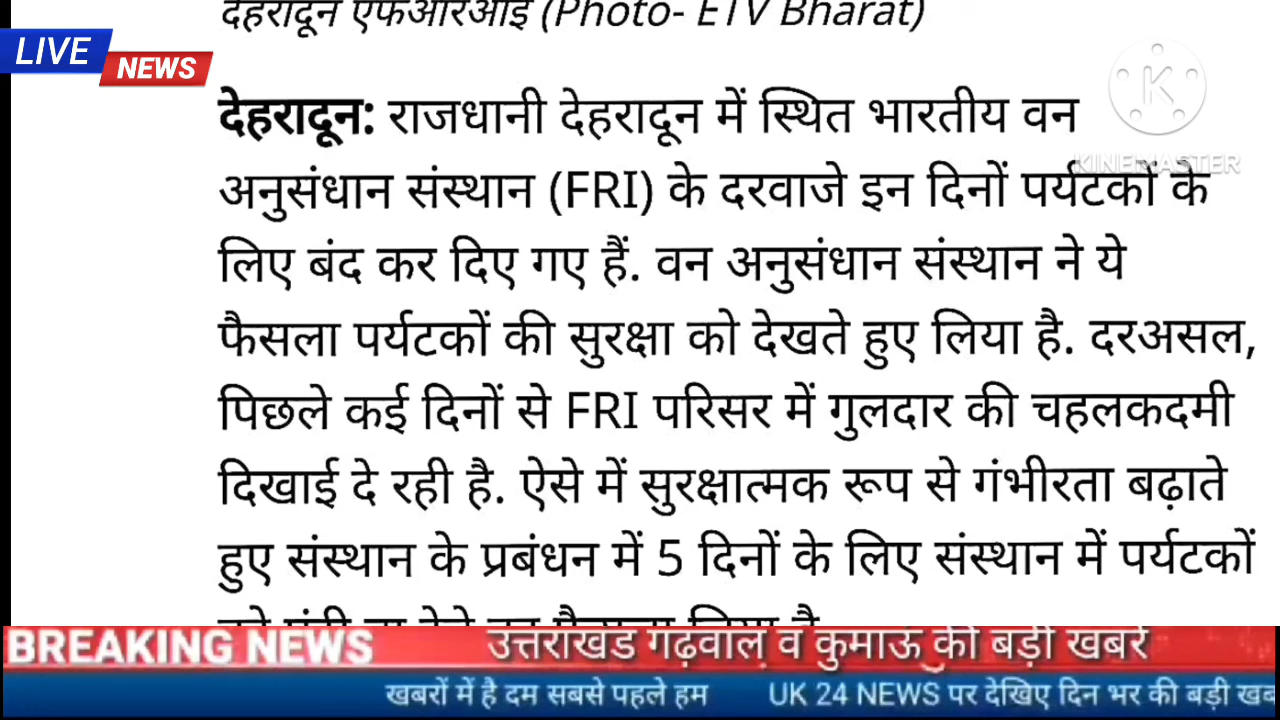 देहरादून एफआरआई (Photo- ETV Bharat)
LIVE
NEWS
K
KINEMASTER
देहरादून: राजधानी देहरादून में स्थित भारतीय वन
अनुसंधान संस्थान (FRI) के दरवाजे इन दिनों पर्यटकों के
लिए बंद कर दिए गए हैं. वन अनुसंधान संस्थान ने ये
फैसला पर्यटकों की सुरक्षा को देखते हुए लिया है. दरअसल,
पिछले कई दिनों से FRI परिसर में गुलदार की चहलकदमी
दिखाई दे रही है. ऐसे में सुरक्षात्मक रूप से गंभीरता बढ़ाते
हुए संस्थान के प्रबंधन में 5 दिनों के लिए संस्थान में पर्यटकों
BREAKING NEWS
उत्तराखंड गढ़वाल व कुमाऊं की बड़ी खबरें
खबरों में है दम सबसे पहले हम UK 24 NEWS पर देखिए दिन भर की बड़ी